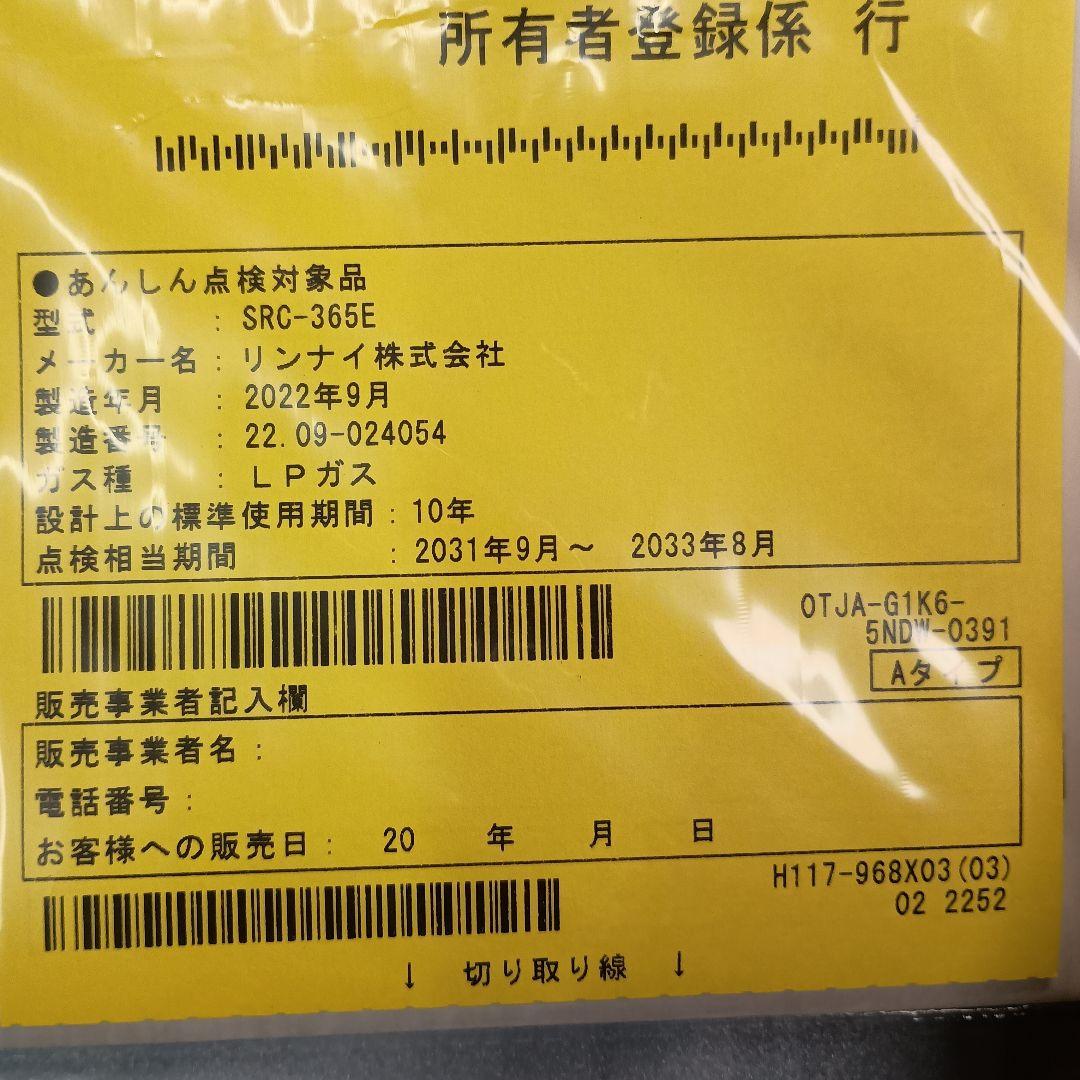 所有者登録係 行
●あんしん点検対象品
型式 : SRC-365E
メーカー名 : リンナイ株式会社
製造年月 : 2022年9月
製造番号 : 22.09-024054
ガス種 : LPガス
設計上の標準使用期間 : 10年
点検相当期間 : 2031年9月～ 2033年8月
OTJA-G1K6-
5NDW-0391
Aタイプ
販売事業者記入欄
販売事業者名 :
電話番号 :
お客様への販売日 : 20 年 月 日
H117-968X03(03)
02 2252
↓ 切り取り線 ↓